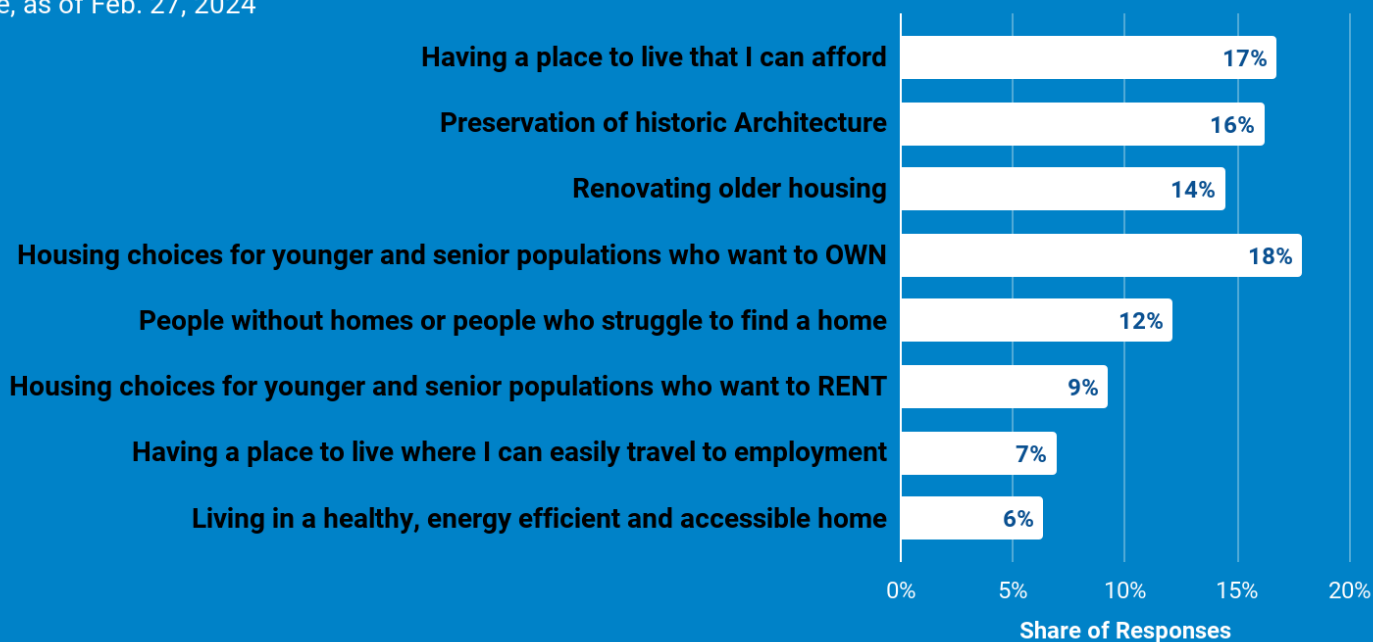 e, as of Feb. 27, 2024
Having a place to live that I can afford 17%
Preservation of historic Architecture 16%
Renovating older housing 14%
Housing choices for younger and senior populations who want to OWN 18%
People without homes or people who struggle to find a home 12%
Housing choices for younger and senior populations who want to RENT 9%
Having a place to live where I can easily travel to employment 7%
Living in a healthy, energy efficient and accessible home 6%
0% 5% 10% 15% 20%
Share of Responses